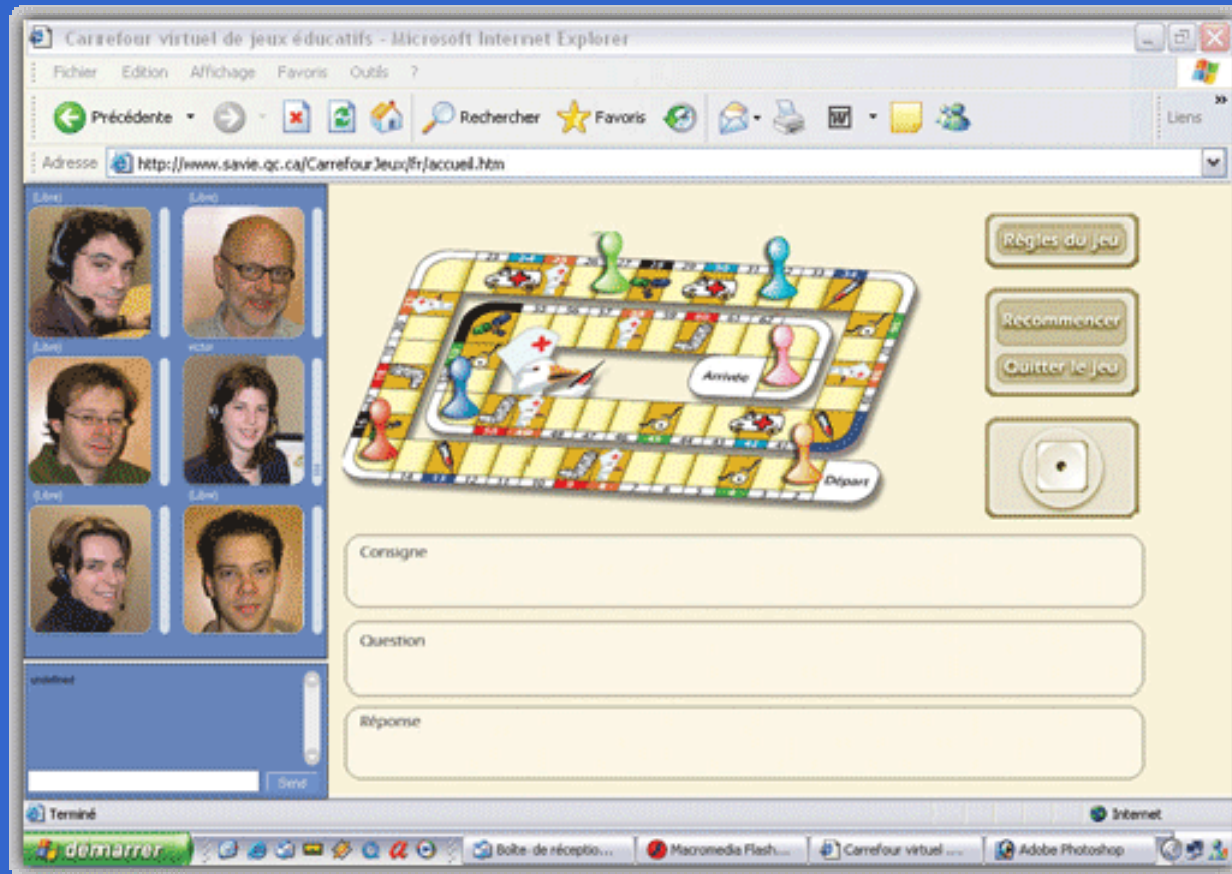 Carrefour virtuel de jeux éducatifs - Microsoft Internet Explorer
Fichier Edition Affichage Favoris Outils ?
Précédente Rechercher Favoris Liens
Adresse http://www.savie.qc.ca/CarrefourJeux/fr/accueil.htm
(Libre) (Libre)
(Libre) victor
(Libre) (Libre)
undefined
Send
Règles du jeu
Recommencer
Quitter le jeu
Arrivée
Départ
Consigne
Question
Réponse
Terminé Internet
démarrer Boîte de réceptio... Macromedia Flash... Carrefour virtuel .... Adobe Photoshop